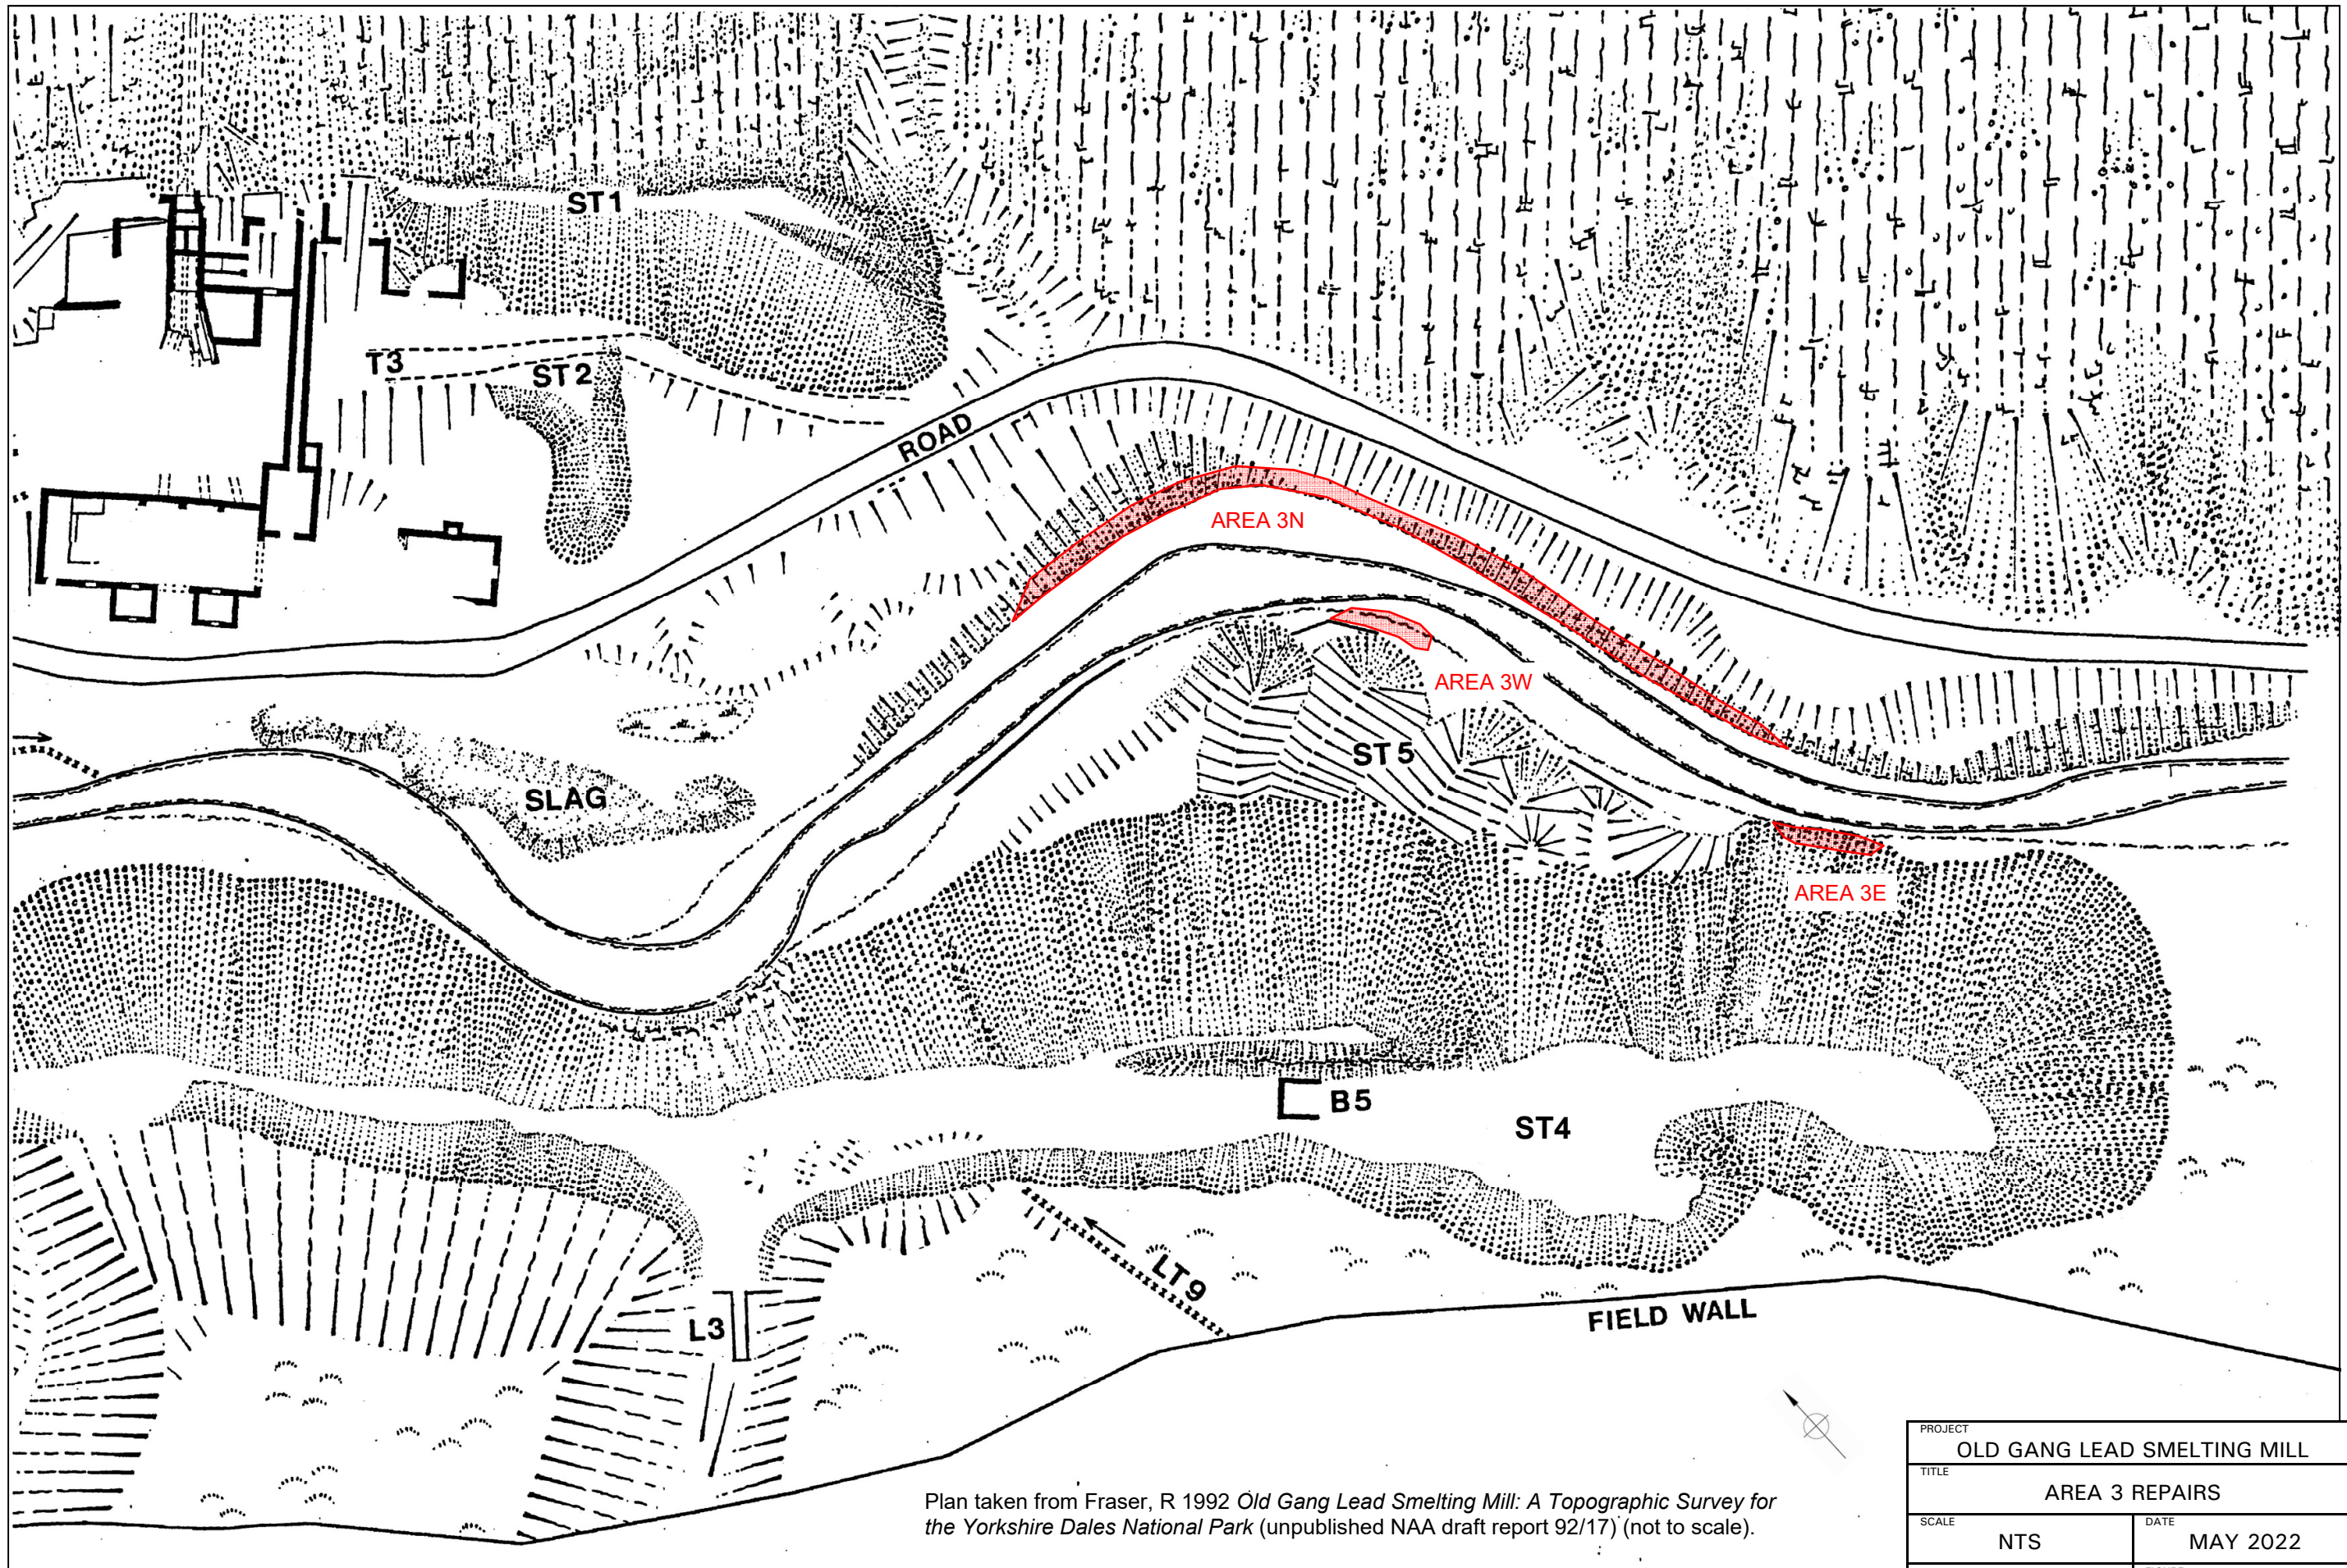 ST1
T3
ST2
ROAD
AREA 3N
AREA 3W
ST5
SLAG
AREA 3E
B5
ST4
LT9
L3
FIELD WALL
Plan taken from Fraser, R 1992 Old Gang Lead Smelting Mill: A Topographic Survey for
the Yorkshire Dales National Park (unpublished NAA draft report 92/17) (not to scale).
PROJECT
OLD GANG LEAD SMELTING MILL
TITLE
AREA 3 REPAIRS
SCALE
NTS
DATE
MAY 2022